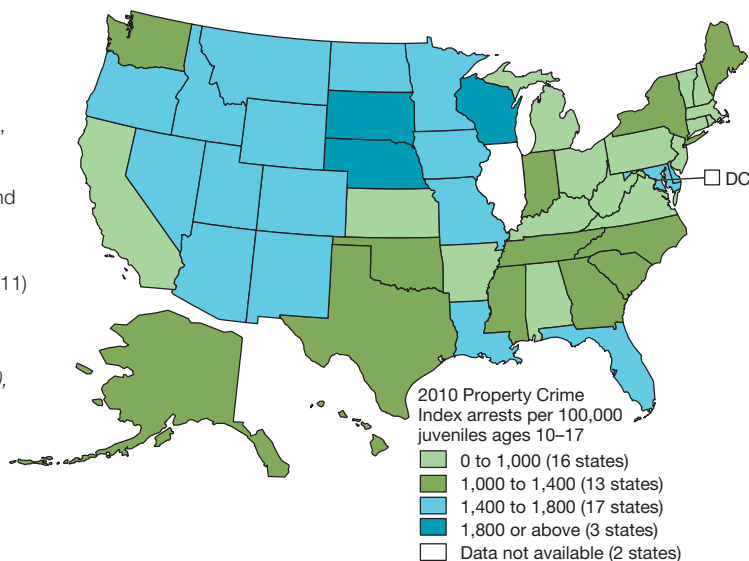 ,
nd
11)
),
DC
2010 Property Crime
Index arrests per 100,000
juveniles ages 10–17
0 to 1,000 (16 states)
1,000 to 1,400 (13 states)
1,400 to 1,800 (17 states)
1,800 or above (3 states)
Data not available (2 states)